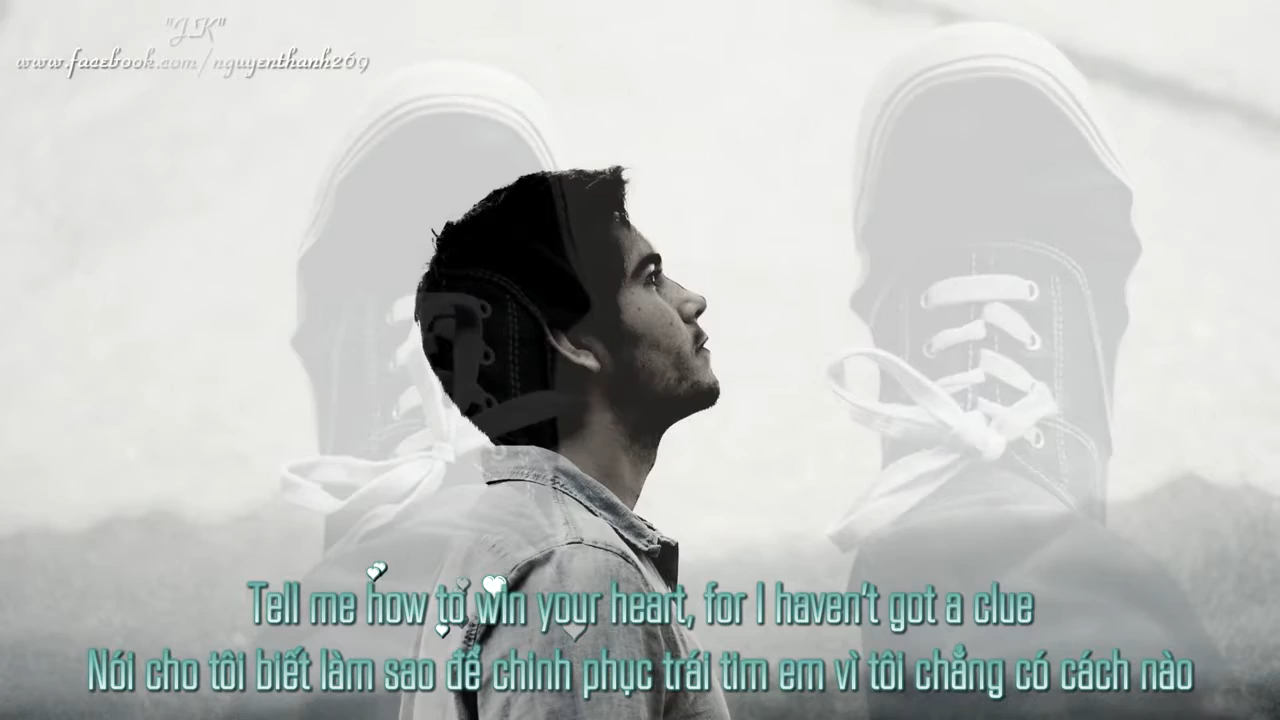 "J.K"
www.facebook.com/nguyenthanh269
Tell me how to win your heart, for I haven't got a clue
Nói cho tôi biết làm sao để chinh phục trái tim em vì tôi chẳng có cách nào